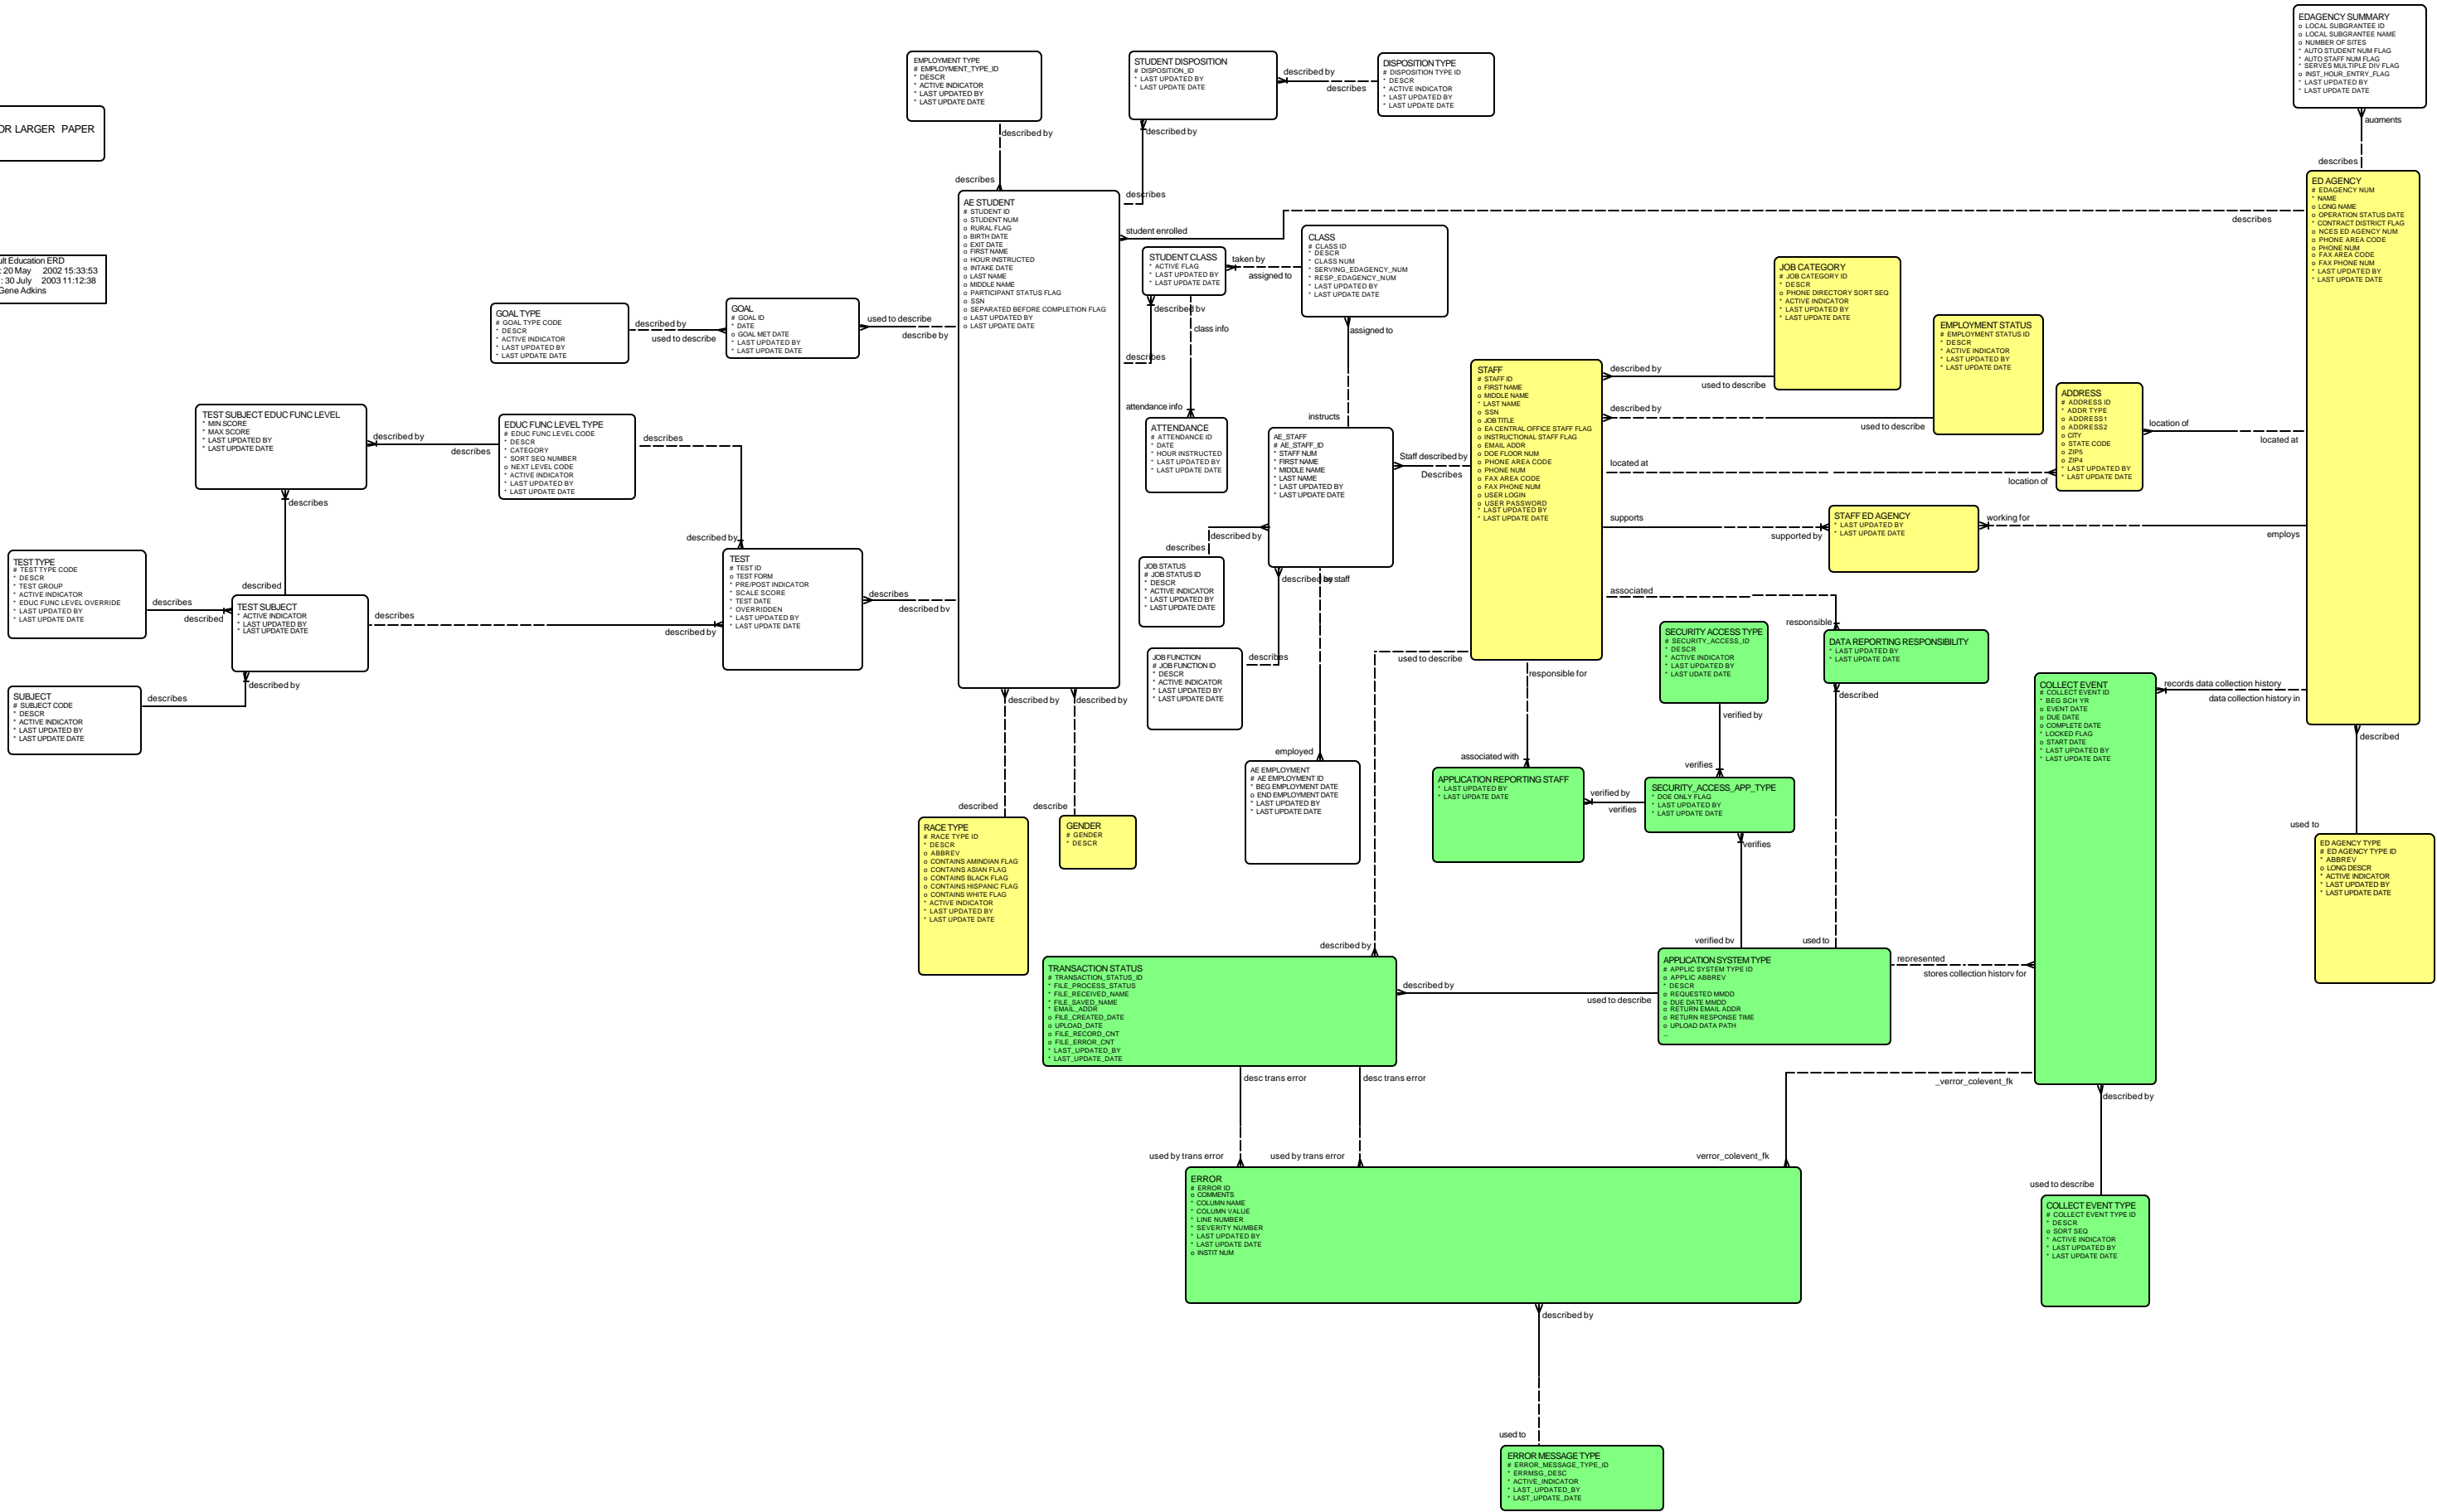 OR LARGER PAPER
ult Education ERD
: 20 May 2002 15:33:53
: 30 July 2003 11:12:38
Gene Adkins
EMPLOYMENT TYPE
# EMPLOYMENT_TYPE_ID
* DESCR
* ACTIVE INDICATOR
* LAST UPDATED BY
* LAST UPDATE DATE
described by
describes
STUDENT DISPOSITION
# DISPOSITION_ID
* LAST UPDATED BY
* LAST UPDATE DATE
described by
describes
DISPOSITION TYPE
# DISPOSITION TYPE ID
* DESCR
* ACTIVE INDICATOR
* LAST UPDATED BY
* LAST UPDATE DATE
described by
describes
EDAGENCY SUMMARY
o LOCAL SUBGRANTEE ID
o LOCAL SUBGRANTEE NAME
o NUMBER OF SITES
* AUTO STUDENT NUM FLAG
* AUTO STAFF NUM FLAG
* SERVES MULTIPLE DIV FLAG
o INST_HOUR_ENTRY_FLAG
* LAST UPDATED BY
* LAST UPDATE DATE
augments
describes
ED AGENCY
# EDAGENCY NUM
* NAME
o LONG NAME
o OPERATION STATUS DATE
* CONTRACT DISTRICT FLAG
o NCES ED AGENCY NUM
o PHONE AREA CODE
o PHONE NUM
o FAX AREA CODE
o FAX PHONE NUM
* LAST UPDATED BY
* LAST UPDATE DATE
AE STUDENT
# STUDENT ID
o STUDENT NUM
o RURAL FLAG
o BIRTH DATE
o EXIT DATE
o FIRST NAME
o HOUR INSTRUCTED
o INTAKE DATE
o LAST NAME
o MIDDLE NAME
o PARTICIPANT STATUS FLAG
o SSN
o SEPARATED BEFORE COMPLETION FLAG
o LAST UPDATED BY
o LAST UPDATE DATE
student enrolled
describes
STUDENT CLASS
* ACTIVE FLAG
* LAST UPDATED BY
* LAST UPDATE DATE
taken by
assigned to
described by
describes
class info
attendance info
CLASS
# CLASS ID
* DESCR
* CLASS NUM
* SERVING_EDAGENCY_NUM
* RESP_EDAGENCY_NUM
* LAST UPDATED BY
* LAST UPDATE DATE
assigned to
instructs
JOB CATEGORY
# JOB CATEGORY ID
* DESCR
o PHONE DIRECTORY SORT SEQ
* ACTIVE INDICATOR
* LAST UPDATED BY
* LAST UPDATE DATE
EMPLOYMENT STATUS
# EMPLOYMENT STATUS ID
* DESCR
* ACTIVE INDICATOR
* LAST UPDATED BY
* LAST UPDATE DATE
ADDRESS
# ADDRESS ID
* ADDR TYPE
o ADDRESS1
o ADDRESS2
o CITY
o STATE CODE
o ZIP5
o ZIP4
* LAST UPDATED BY
* LAST UPDATE DATE
location of
located at
GOAL TYPE
# GOAL TYPE CODE
* DESCR
* ACTIVE INDICATOR
* LAST UPDATED BY
* LAST UPDATE DATE
described by
used to describe
GOAL
# GOAL ID
* DATE
o GOAL MET DATE
* LAST UPDATED BY
* LAST UPDATE DATE
used to describe
describe by
STAFF
# STAFF ID
o FIRST NAME
o MIDDLE NAME
* LAST NAME
o SSN
o JOB TITLE
o EA CENTRAL OFFICE STAFF FLAG
o INSTRUCTIONAL STAFF FLAG
o EMAIL ADDR
o DOE FLOOR NUM
o PHONE AREA CODE
o PHONE NUM
o FAX AREA CODE
o FAX PHONE NUM
o USER LOGIN
o USER PASSWORD
* LAST UPDATED BY
* LAST UPDATE DATE
described by
used to describe
described by
used to describe
located at
location of
supports
supported by
STAFF ED AGENCY
* LAST UPDATED BY
* LAST UPDATE DATE
working for
employs
associated
responsible
TEST SUBJECT EDUC FUNC LEVEL
* MIN SCORE
* MAX SCORE
* LAST UPDATED BY
* LAST UPDATE DATE
described by
describes
describes
described
EDUC FUNC LEVEL TYPE
# EDUC FUNC LEVEL CODE
* DESCR
* CATEGORY
* SORT SEQ NUMBER
o NEXT LEVEL CODE
* ACTIVE INDICATOR
* LAST UPDATED BY
* LAST UPDATE DATE
describes
described by
ATTENDANCE
# ATTENDANCE ID
* DATE
* HOUR INSTRUCTED
* LAST UPDATED BY
* LAST UPDATE DATE
AE_STAFF
# AE_STAFF_ID
* STAFF NUM
* FIRST NAME
* MIDDLE NAME
* LAST NAME
* LAST UPDATED BY
* LAST UPDATE DATE
Staff described by
Describes
described by
describes
described by
staff
TEST TYPE
# TEST TYPE CODE
* DESCR
* TEST GROUP
* ACTIVE INDICATOR
* EDUC FUNC LEVEL OVERRIDE
* LAST UPDATED BY
* LAST UPDATE DATE
describes
described
TEST SUBJECT
* ACTIVE INDICATOR
* LAST UPDATED BY
* LAST UPDATE DATE
describes
described by
TEST
# TEST ID
o TEST FORM
* PRE/POST INDICATOR
* SCALE SCORE
* TEST DATE
* OVERRIDDEN
* LAST UPDATED BY
* LAST UPDATE DATE
describes
described by
JOB STATUS
# JOB STATUS ID
* DESCR
* ACTIVE INDICATOR
* LAST UPDATED BY
* LAST UPDATE DATE
JOB FUNCTION
# JOB FUNCTION ID
* DESCR
* ACTIVE INDICATOR
* LAST UPDATED BY
* LAST UPDATE DATE
describes
SUBJECT
# SUBJECT CODE
* DESCR
* ACTIVE INDICATOR
* LAST UPDATED BY
* LAST UPDATE DATE
describes
described by
described by
described by
described
describe
employed
used to describe
responsible for
associated with
SECURITY ACCESS TYPE
# SECURITY_ACCESS_ID
* DESCR
* ACTIVE INDICATOR
* LAST UPDATED BY
* LAST UDATE DATE
verified by
verifies
DATA REPORTING RESPONSIBILITY
* LAST UPDATED BY
* LAST UPDATE DATE
described
COLLECT EVENT
# COLLECT EVENT ID
* BEG SCH YR
o EVENT DATE
o DUE DATE
o COMPLETE DATE
* LOCKED FLAG
o START DATE
* LAST UPDATED BY
* LAST UPDATE DATE
records data collection history
data collection history in
described
used to
AE EMPLOYMENT
# AE EMPLOYMENT ID
* BEG EMPLOYMENT DATE
o END EMPLOYMENT DATE
* LAST UPDATED BY
* LAST UPDATE DATE
APPLICATION REPORTING STAFF
* LAST UPDATED BY
* LAST UPDATE DATE
verified by
verifies
SECURITY_ACCESS_APP_TYPE
* DOE ONLY FLAG
* LAST UPDATED BY
* LAST UPDATE DATE
verifies
verified by
used to
RACE TYPE
# RACE TYPE ID
* DESCR
o ABBREV
o CONTAINS AMINDIAN FLAG
o CONTAINS ASIAN FLAG
o CONTAINS BLACK FLAG
o CONTAINS HISPANIC FLAG
o CONTAINS WHITE FLAG
* ACTIVE INDICATOR
* LAST UPDATED BY
* LAST UPDATE DATE
GENDER
# GENDER
* DESCR
ED AGENCY TYPE
# ED AGENCY TYPE ID
* ABBREV
o LONG DESCR
* ACTIVE INDICATOR
* LAST UPDATED BY
* LAST UPDATE DATE
described by
TRANSACTION STATUS
# TRANSACTION_STATUS_ID
* FILE_PROCESS_STATUS
* FILE_RECEIVED_NAME
* FILE_SAVED_NAME
* EMAIL_ADDR
o FILE_CREATED_DATE
o UPLOAD_DATE
o FILE_RECORD_CNT
o FILE_ERROR_CNT
* LAST_UPDATED_BY
* LAST_UPDATE_DATE
described by
used to describe
APPLICATION SYSTEM TYPE
# APPLIC SYSTEM TYPE ID
o APPLIC ABBREV
* DESCR
o REQUESTED MMDD
o DUE DATE MMDD
o RETURN EMAIL ADDR
o RETURN RESPONSE TIME
o UPLOAD DATA PATH
...
represented
stores collection history for
desc trans error
desc trans error
_verror_colevent_fk
described by
used by trans error
used by trans error
verror_colevent_fk
used to describe
ERROR
# ERROR ID
o COMMENTS
* COLUMN NAME
* COLUMN VALUE
* LINE NUMBER
* SEVERITY NUMBER
* LAST UPDATED BY
* LAST UPDATE DATE
o INSTIT NUM
COLLECT EVENT TYPE
# COLLECT EVENT TYPE ID
* DESCR
o SORT SEQ
* ACTIVE INDICATOR
* LAST UPDATED BY
* LAST UPDATE DATE
described by
used to
ERROR MESSAGE TYPE
# ERROR_MESSAGE_TYPE_ID
* ERRMSG_DESC
* ACTIVE_INDICATOR
* LAST_UPDATED_BY
* LAST_UPDATE_DATE